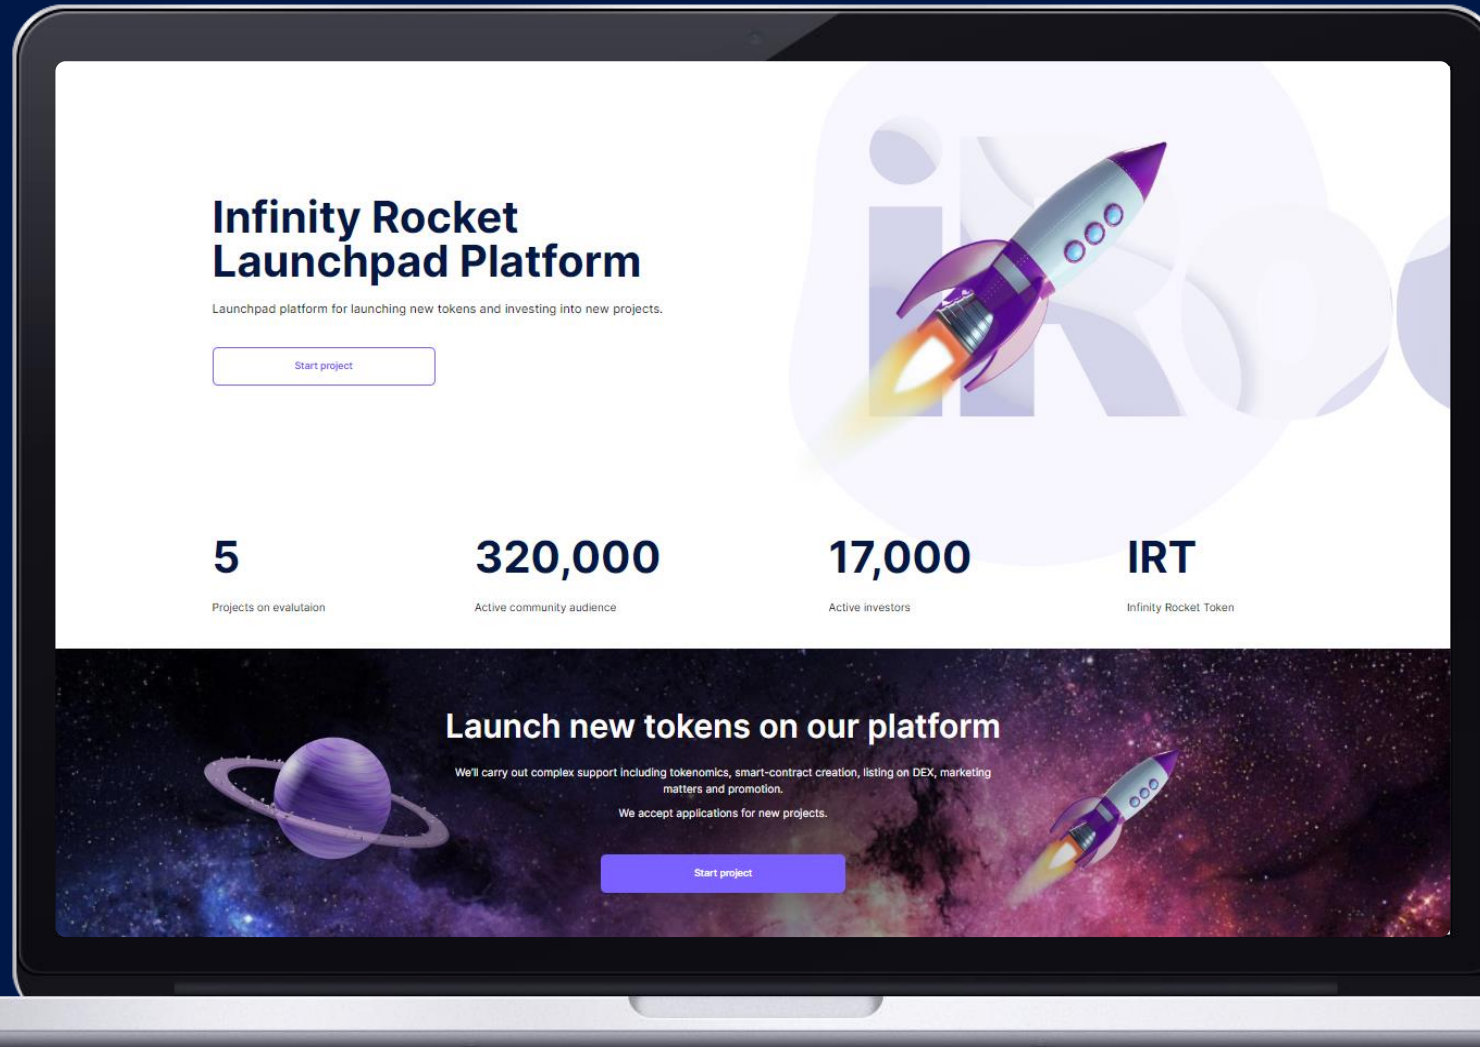 Infinity Rocket
Launchpad Platform
Launchpad platform for launching new tokens and investing into new projects.
Start project
iRoc
5
320,000
17,000
IRT
Projects on evalutaion
Active community audience
Active investors
Infinity Rocket Token
Launch new tokens on our platform
We'll carry out complex support including tokenomics, smart-contract creation, listing on DEX, marketing
matters and promotion.
We accept applications for new projects.
Start project